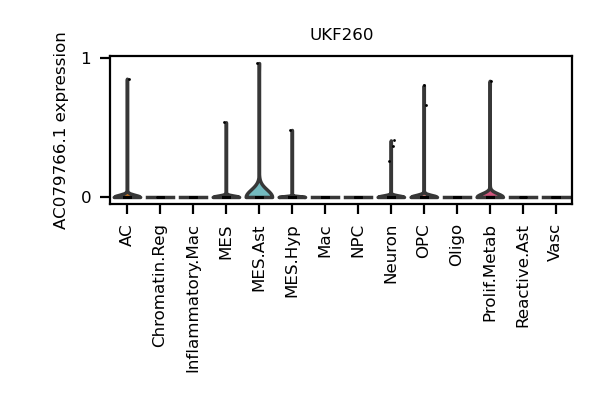 UKF260
AC079766.1 expression
1
0
AC
Chromatin.Reg
Inflammatory.Mac
MES
MES.Ast
MES.Hyp
Mac
NPC
Neuron
OPC
Oligo
Prolif.Metab
Reactive.Ast
Vasc